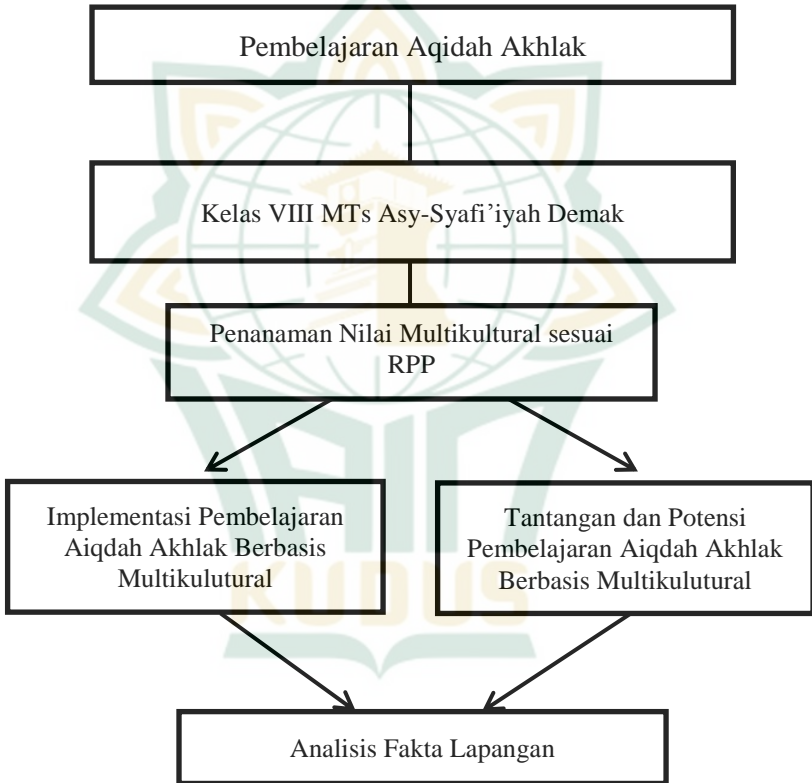 Pembelajaran Aqidah Akhlak
Kelas VIII MTs Asy-Syafi’iyah Demak
Penanaman Nilai Multikultural sesuai
RPP
Implementasi Pembelajaran
Aiqdah Akhlak Berbasis
Multikulutural
Tantangan dan Potensi
Pembelajaran Aiqdah Akhlak
Berbasis Multikulutural
KUDUS
Analisis Fakta Lapangan